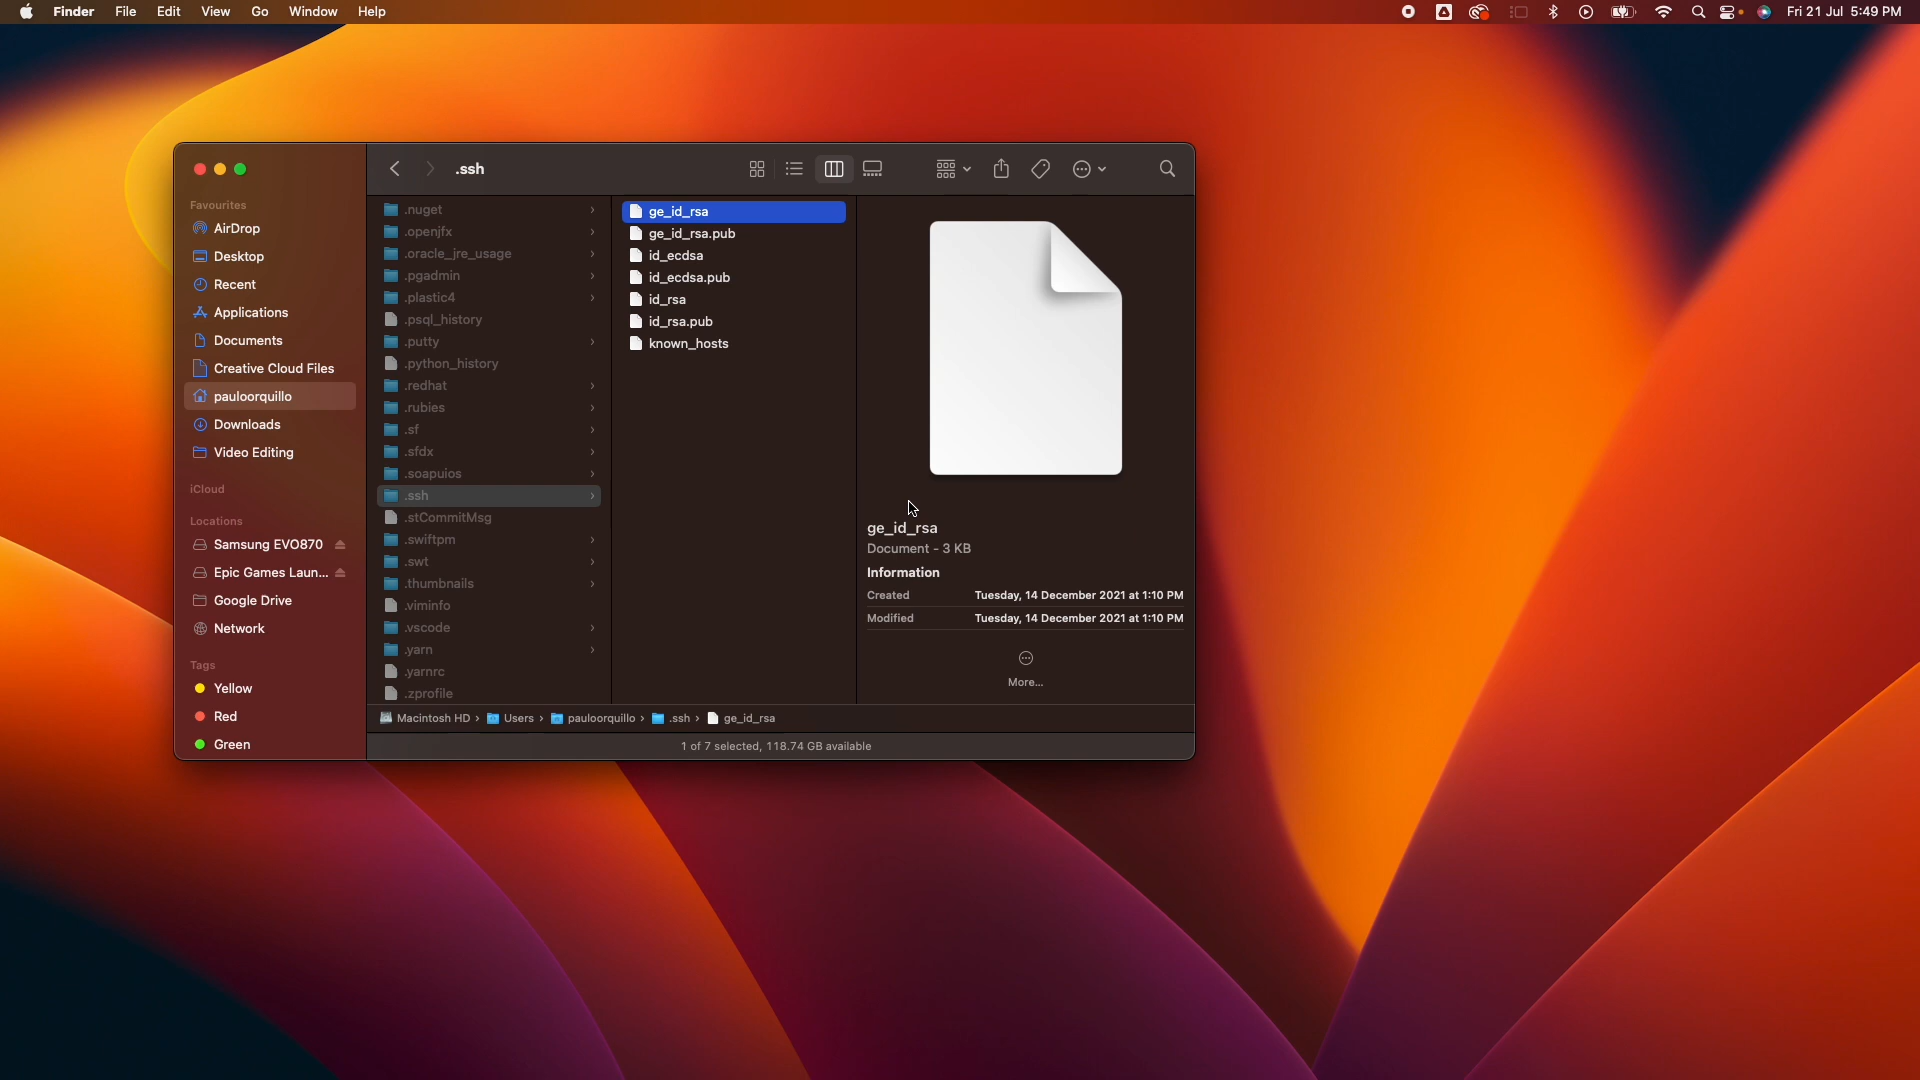 Finder File Edit View Go Window Help Fri 21 Jul 5:49 PM
.ssh
Favourites
AirDrop
Desktop
Recent
Applications
Documents
Creative Cloud Files
pauloorquillo
Downloads
Video Editing
iCloud
Locations
Samsung EVO870
Epic Games Laun...
Google Drive
Network
Tags
Yellow
Red
Green
.nuget
.openjfx
.oracle_jre_usage
.pgadmin
.plastic4
.psql_history
.putty
.python_history
.redhat
.rubies
.sf
.sfdx
.soapuios
.ssh
.stCommitMsg
.swiftpm
.swt
.thumbnails
.viminfo
.vscode
.yarn
.yarnrc
.zprofile
ge_id_rsa
ge_id_rsa.pub
id_ecdsa
id_ecdsa.pub
id_rsa
id_rsa.pub
known_hosts
ge_id_rsa
Document - 3 KB
Information
Created Tuesday, 14 December 2021 at 1:10 PM
Modified Tuesday, 14 December 2021 at 1:10 PM
More...
Macintosh HD › Users › pauloorquillo › .ssh › ge_id_rsa
1 of 7 selected, 118.74 GB available